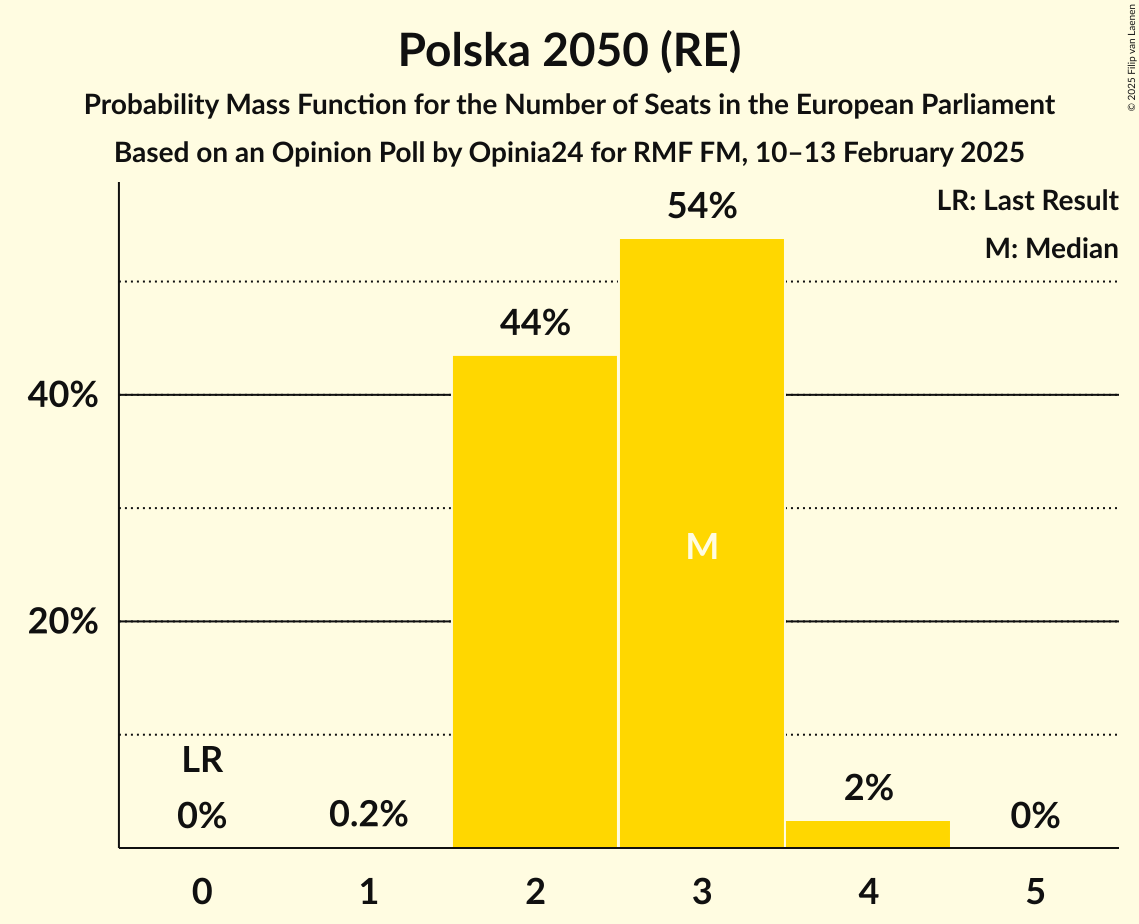 Polska 2050 (RE)
Probability Mass Function for the Number of Seats in the European Parliament
Based on an Opinion Poll by Opinia24 for RMF FM, 10–13 February 2025
© 2025 Filip van Laenen
LR: Last Result
M: Median
54%
44%
40%
M
20%
LR
0%
0.2%
2%
0%
0 1 2 3 4 5